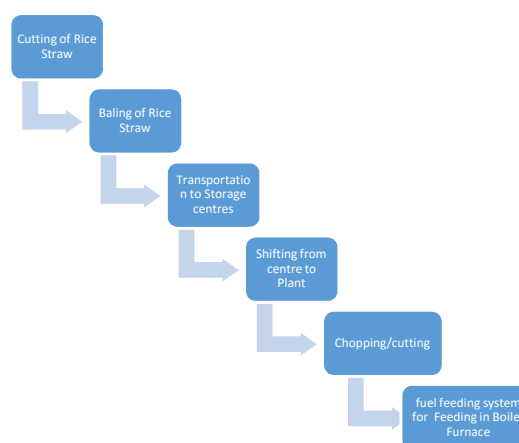 Cutting of Rice
Straw
Baling of Rice
Straw
Transportatio
n to Storage
centres
Shifting from
centre to
Plant
Chopping/cutting
fuel feeding system
for Feeding in Boile
Furnace